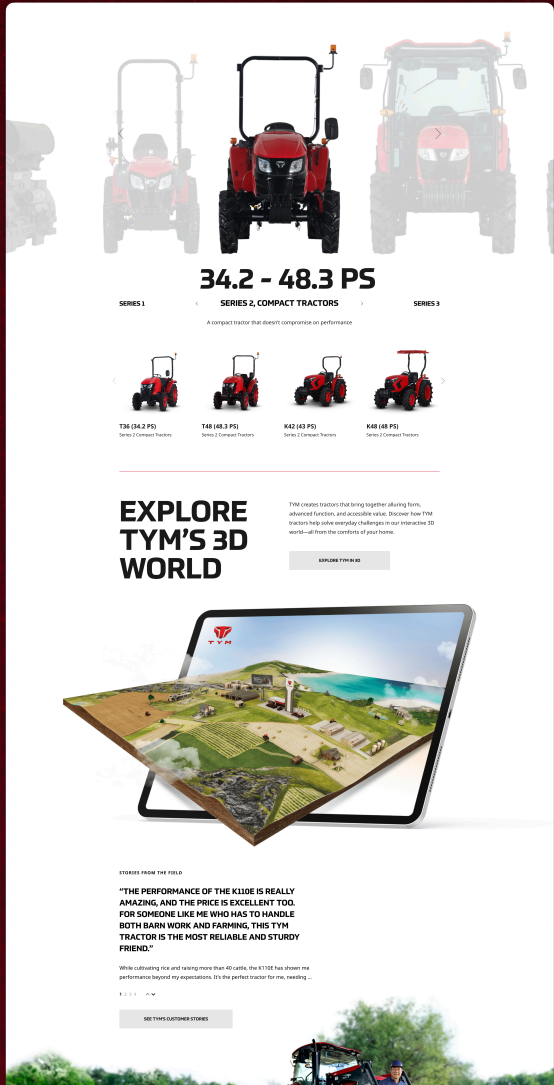 34.2 - 48.3 PS
SERIES 1
SERIES 2, COMPACT TRACTORS
SERIES 3
A compact tractor that doesn't compromise on performance
T36 (34.2 PS)
Series 2 Compact Tractors
T48 (48.3 PS)
Series 2 Compact Tractors
K42 (43 PS)
Series 2 Compact Tractors
K48 (48 PS)
Series 2 Compact Tractors
EXPLORE
TYM'S 3D
WORLD
TYM creates tractors that bring together alluring form,
advanced function, and accessible value. Discover how TYM
tractors help solve everyday challenges in our interactive 3D
world—all from the comforts of your home.
EXPLORE TYM IN 3D
TYM
STORIES FROM THE FIELD
“THE PERFORMANCE OF THE K110E IS REALLY
AMAZING, AND THE PRICE IS EXCELLENT TOO.
FOR SOMEONE LIKE ME WHO HAS TO HANDLE
BOTH BARN WORK AND FARMING, THIS TYM
TRACTOR IS THE MOST RELIABLE AND STURDY
FRIEND.”
While cultivating rice and raising more than 40 cattle, the K110E has shown me
performance beyond my expectations. It's the perfect tractor for me, needing ...
1 2 3 4
SEE TYM'S CUSTOMER STORIES